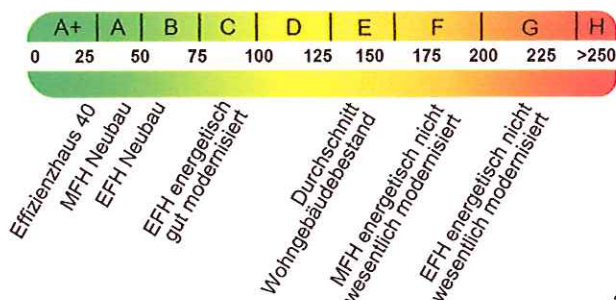 A+ A B C D E F G H
0 25 50 75 100 125 150 175 200 225 >250
Effizienzhaus 40
MFH Neubau
EFH Neubau
EFH energetisch
gut modernisiert
Durchschnitt
Wohngebäudebestand
MFH energetisch nicht
wesentlich modernisiert
EFH energetisch nicht
wesentlich modernisiert